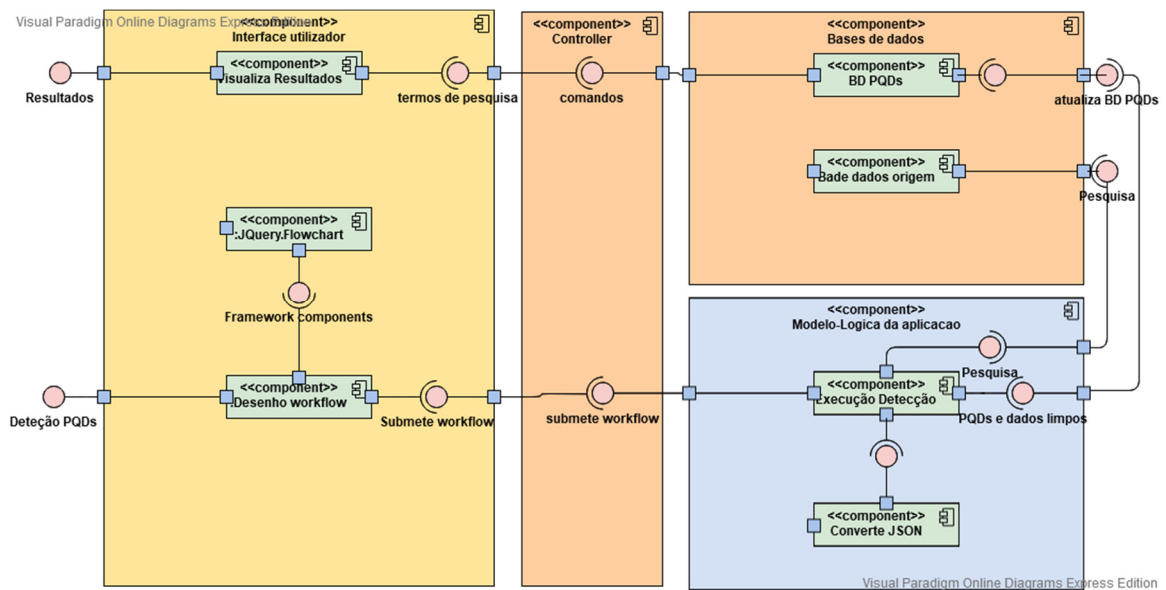 Visual Paradigm Online Diagrams Express Edition
<<component>>
Interface utilizador
<<component>>
Controller
<<component>>
Bases de dados
<<component>>
Visualiza Resultados
<<component>>
BD PQDs
Resultados
termos de pesquisa
comandos
atualiza BD PQDs
<<component>>
Bade dados origem
Pesquisa
<<component>>
:JQuery.Flowchart
Framework components
<<component>>
Modelo-Logica da aplicacao
Pesquisa
<<component>>
Desenho workflow
<<component>>
Execução Detecção
Deteção PQDs
Submete workflow
submete workflow
PQDs e dados limpos
<<component>>
Converte JSON
Visual Paradigm Online Diagrams Express Edition